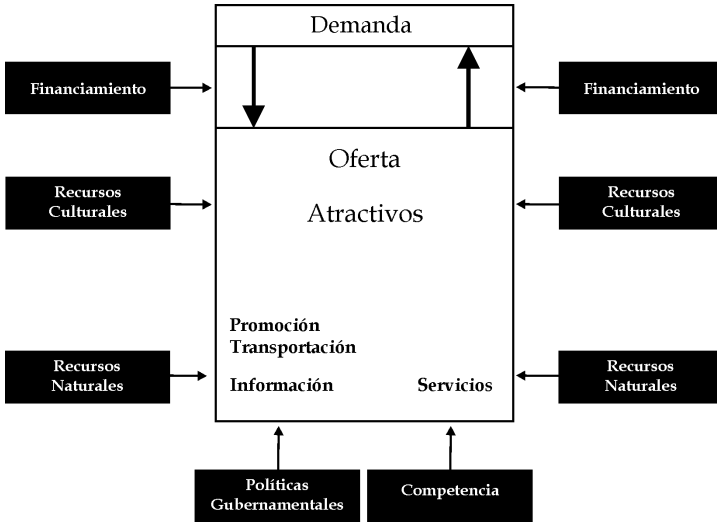 Demanda
Financiamiento
Financiamiento
Oferta
Recursos
Culturales
Recursos
Culturales
Atractivos
Promoción
Transportación
Información
Servicios
Recursos
Naturales
Recursos
Naturales
Políticas
Gubernamentales
Competencia